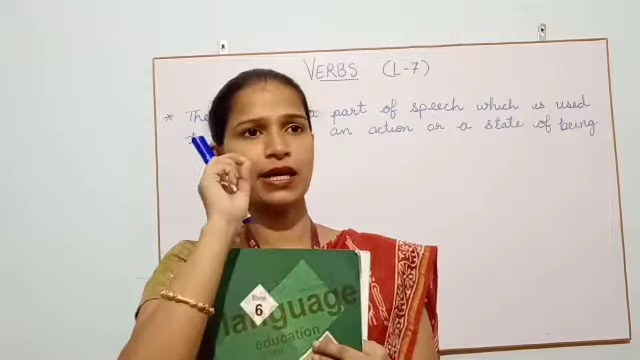 VERBS (L-7)
* The a part of speech which is used
an action or a state of being
Book
6
language
education